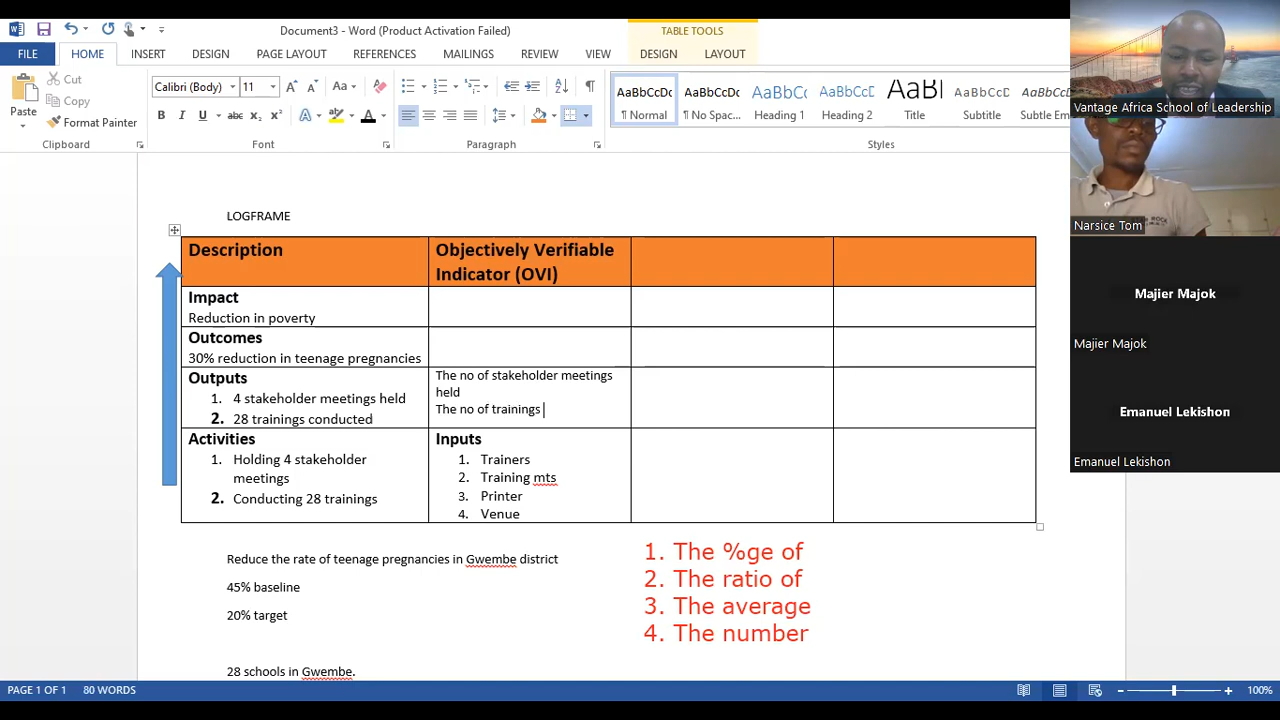 Document3 - Word (Product Activation Failed)
TABLE TOOLS
FILE HOME INSERT DESIGN PAGE LAYOUT REFERENCES MAILINGS REVIEW VIEW DESIGN LAYOUT
Cut
Copy
Format Painter
Paste
Clipboard
Calibri (Body) 11
Font
Paragraph
AaBbCcDc AaBbCcDc AaBbCc AaBbCcD AaBl AaBbCcD AaBbCcD
¶ Normal ¶ No Spac... Heading 1 Heading 2 Title Subtitle Subtle Em
Styles
Vantage Africa School of Leadership
Narsice Tom
Majier Majok
Majier Majok
Emanuel Lekishon
Emanuel Lekishon
LOGFRAME
Description
Objectively Verifiable
Indicator (OVI)
Impact
Reduction in poverty
Outcomes
30% reduction in teenage pregnancies
Outputs
1. 4 stakeholder meetings held
2. 28 trainings conducted
The no of stakeholder meetings
held
The no of trainings
Activities
1. Holding 4 stakeholder
meetings
2. Conducting 28 trainings
Inputs
1. Trainers
2. Training mts
3. Printer
4. Venue
Reduce the rate of teenage pregnancies in Gwembe district
45% baseline
20% target
28 schools in Gwembe.
1. The %ge of
2. The ratio of
3. The average
4. The number
PAGE 1 OF 1 80 WORDS
100%